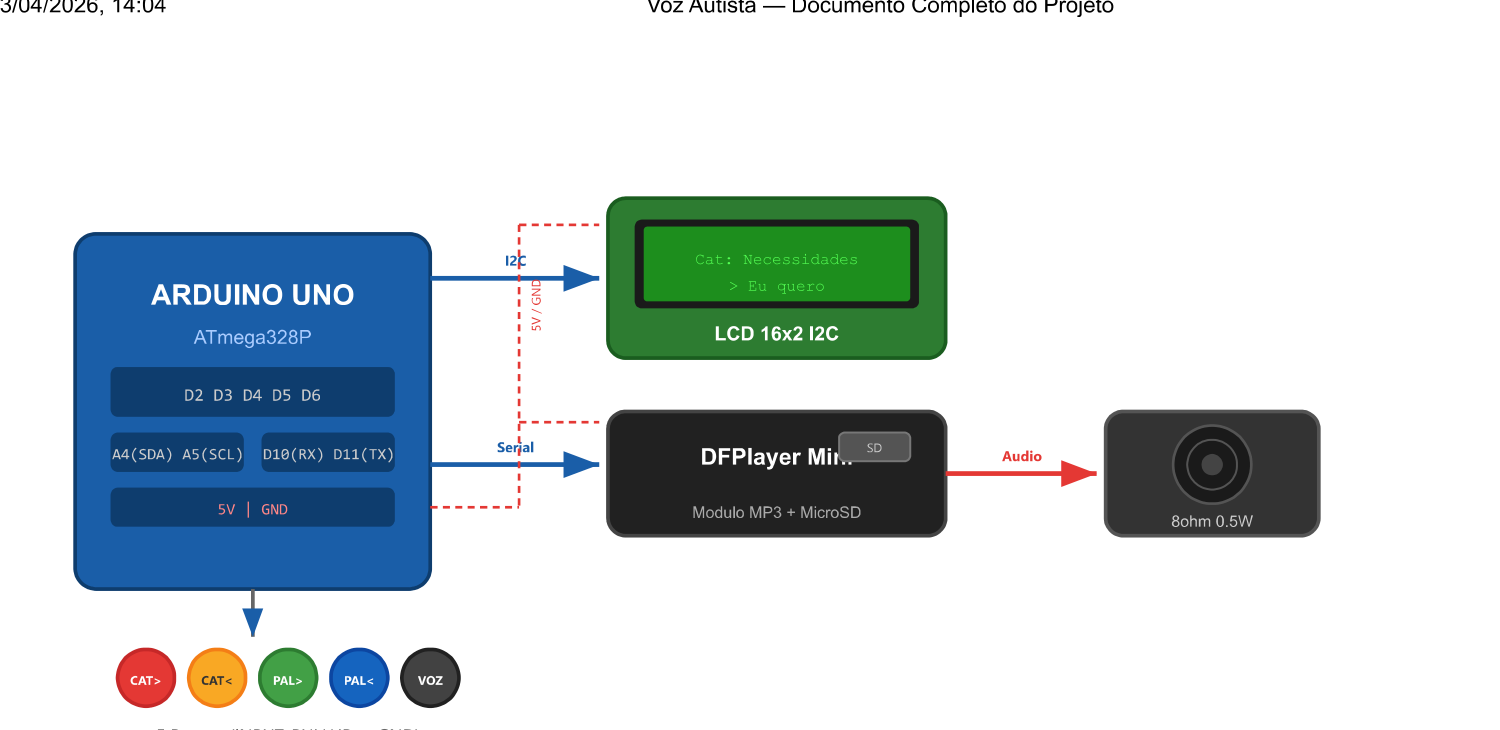 3/04/2026, 14:04
Voz Autista — Documento Completo do Projeto
ARDUINO UNO
ATmega328P
D2 D3 D4 D5 D6
A4(SDA) A5(SCL)
D10(RX) D11(TX)
5V | GND
I2C
5V / GND
Serial
Cat: Necessidades
> Eu quero
LCD 16x2 I2C
DFPlayer Mini
SD
Modulo MP3 + MicroSD
Audio
8ohm 0.5W
CAT>
CAT<
PAL>
PAL<
VOZ